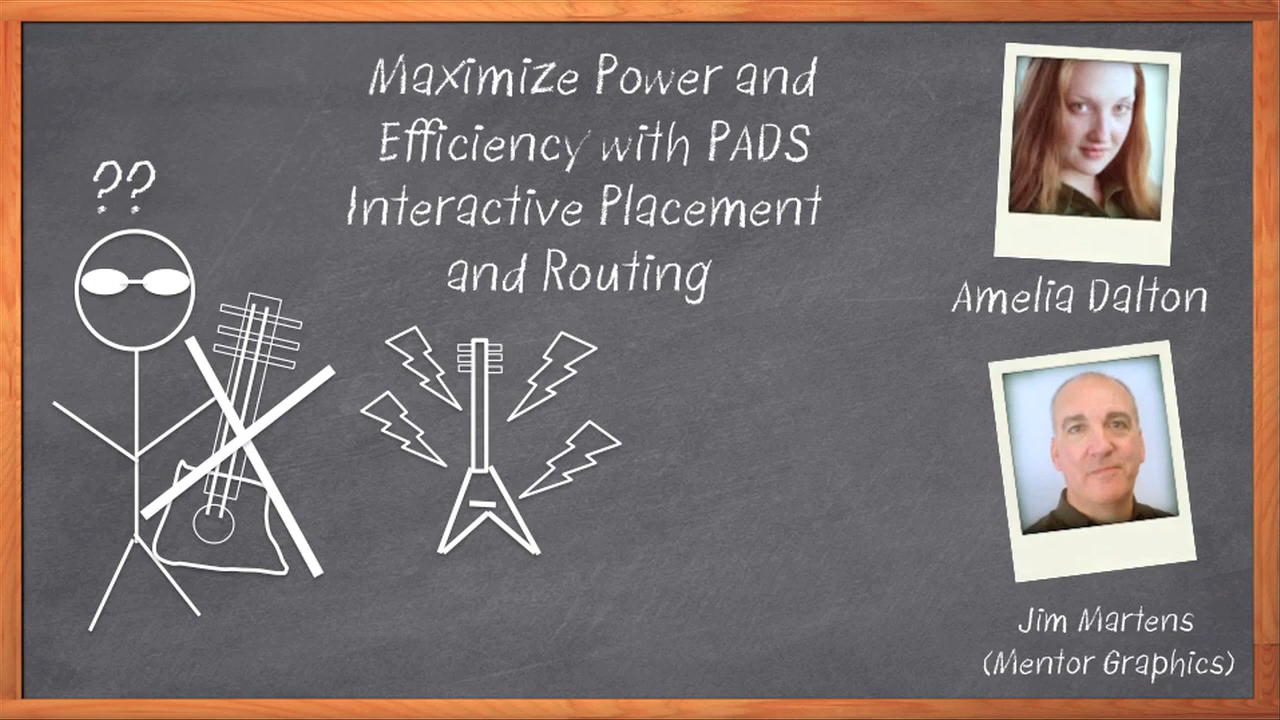 Maximize Power and
Efficiency with PADS
Interactive Placement
and Routing
??
Amelia Dalton
Jim Martens
(Mentor Graphics)